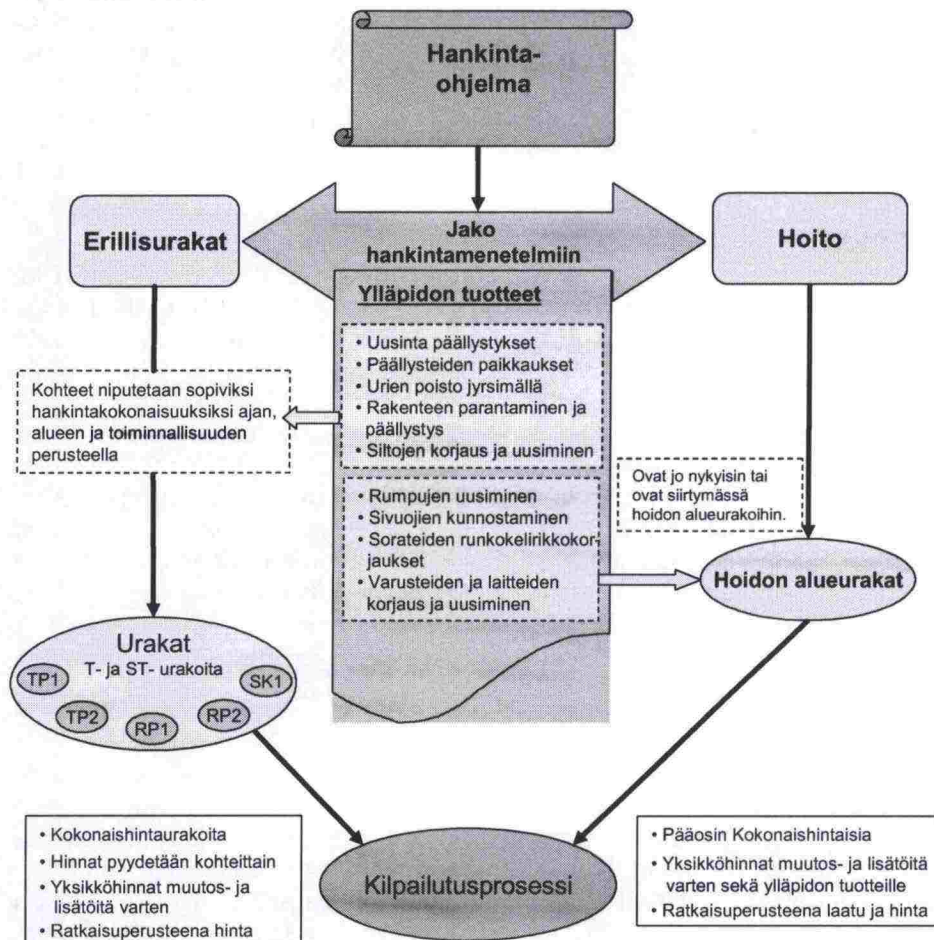 Hankinta-
ohjelma
Erillisurakat
Jako
hankintamenetelmiin
Hoito
Ylläpidon tuotteet
• Uusinta päällystykset
• Päällysteiden paikkaukset
• Urien poisto jyrsimällä
• Rakenteen parantaminen ja
päällystys
• Siltojen korjaus ja uusiminen
Kohteet niputetaan sopiviksi
hankintakokonaisuuksiksi ajan,
alueen ja toiminnallisuuden
perusteella
• Rumpujen uusiminen
• Sivuojien kunnostaminen
• Sorateiden runkokelirikkokor-
jaukset
• Varusteiden ja laitteiden
korjaus ja uusiminen
Ovat jo nykyisin tai
ovat siirtymässä
hoidon alueurakoihin.
Hoidon alueurakat
Urakat
T- ja ST- urakoita
TP1
SK1
TP2
RP1
RP2
• Kokonaishintaurakoita
• Hinnat pyydetään kohteittain
• Yksikköhinnat muutos- ja
lisätöitä varten
• Ratkaisuperusteena hinta
Kilpailutusprosessi
• Pääosin Kokonaishintaisia
• Yksikköhinnat muutos- ja lisätöitä
varten sekä ylläpidon tuotteille
• Ratkaisuperusteena laatu ja hinta